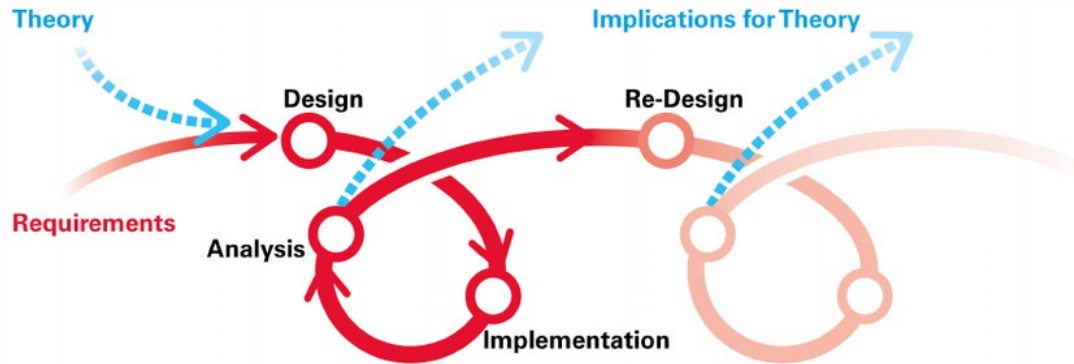 Theory
Implications for Theory
Design
Re-Design
Requirements
Analysis
Implementation